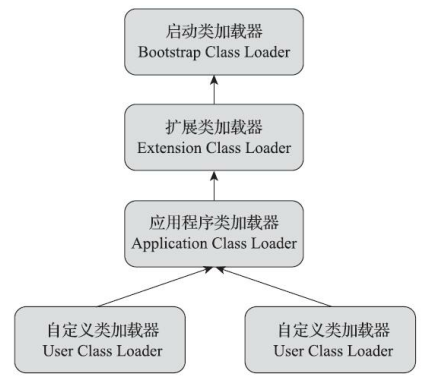 启动类加载器
Bootstrap Class Loader
扩展类加载器
Extension Class Loader
应用程序类加载器
Application Class Loader
自定义类加载器
User Class Loader
自定义类加载器
User Class Loader